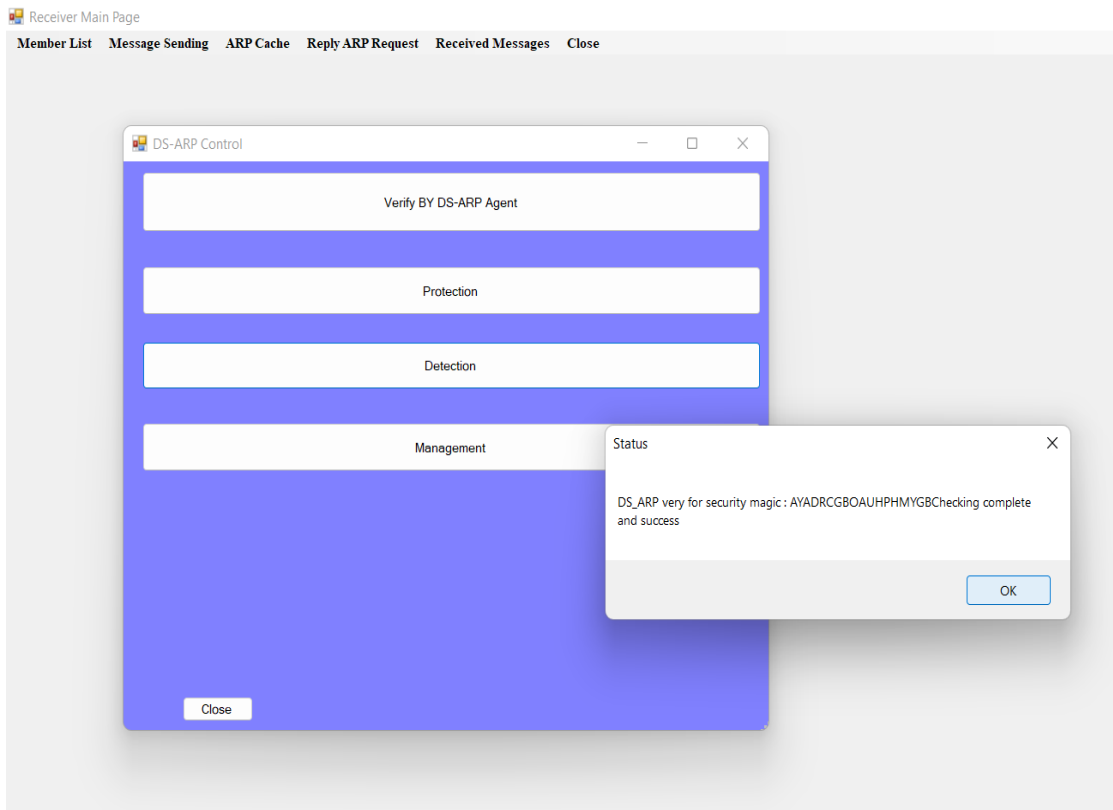 Receiver Main Page
Member List Message Sending ARP Cache Reply ARP Request Received Messages Close
DS-ARP Control
Verify BY DS-ARP Agent
Protection
Detection
Management
Status
DS_ARP very for security magic : AYADRCGBOAUHPHMYGBChecking complete
and success
OK
Close